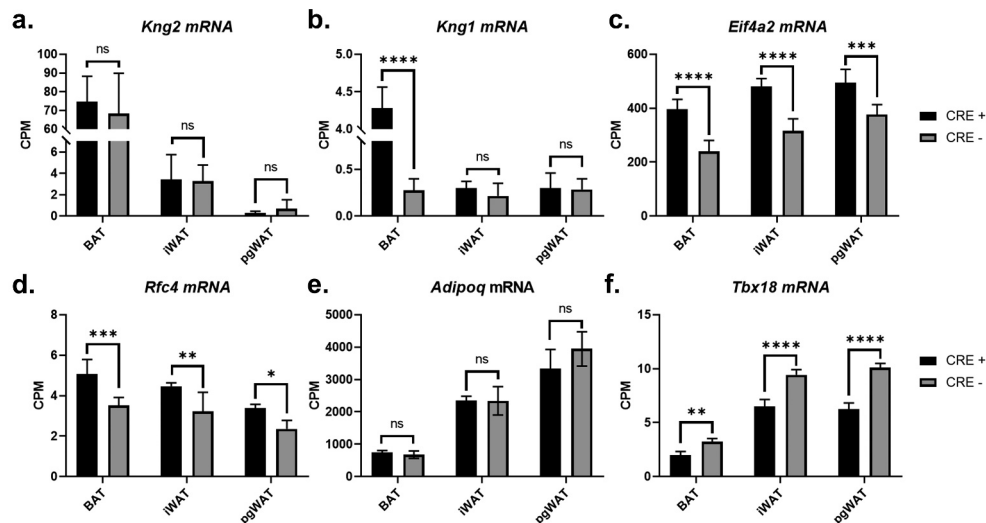 a.
Kng2 mRNA
CPM
100
90
80
70
60
8
6
4
2
0
ns
ns
ns
BAT
iWAT
pgWAT
b.
Kng1 mRNA
CPM
5.0
4.5
4.0
0.5
0.0
****
ns
ns
BAT
iWAT
pgWAT
c.
Eif4a2 mRNA
CPM
600
400
200
0
****
****
***
BAT
iWAT
pgWAT
CRE +
CRE -
d.
Rfc4 mRNA
CPM
8
6
4
2
0
***
**
*
BAT
iWAT
pgWAT
e.
Adipoq mRNA
CPM
5000
4000
3000
2000
1000
0
ns
ns
ns
BAT
iWAT
pgWAT
f.
Tbx18 mRNA
CPM
15
10
5
0
**
****
****
BAT
iWAT
pgWAT
CRE +
CRE -